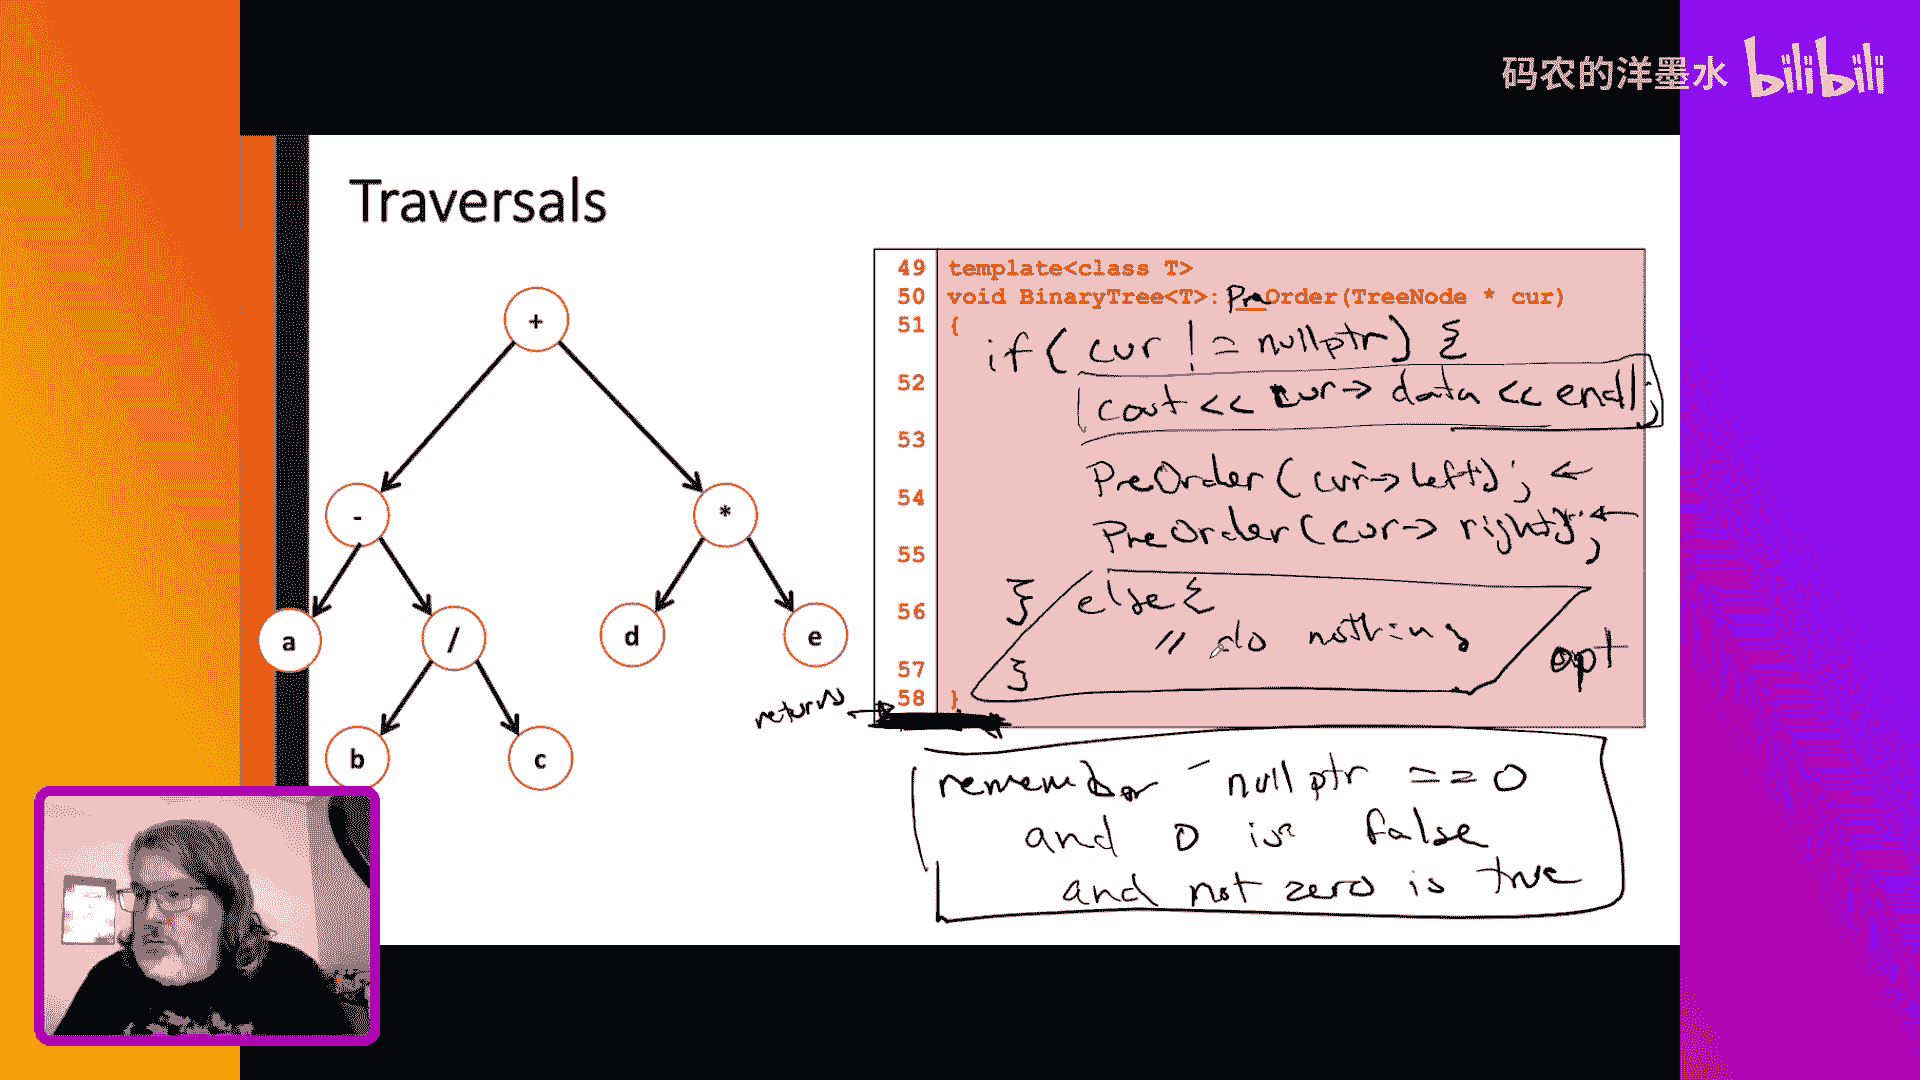 码农的洋墨水 bilibili
Traversals
+
-
*
a
/
d
e
b
c
49 template<class T>
50 void BinaryTree<T>::PreOrder(TreeNode * cur)
51 {
if( cur != nullptr) {
52
cout << cur-> data << endl;
53
PreOrder( cur->left);
54
PreOrder( cur-> right);
55
} else {
56
// do nothing
opt
57
}
58 }
returns
remember nullptr == 0
and 0 is false
and not zero is true